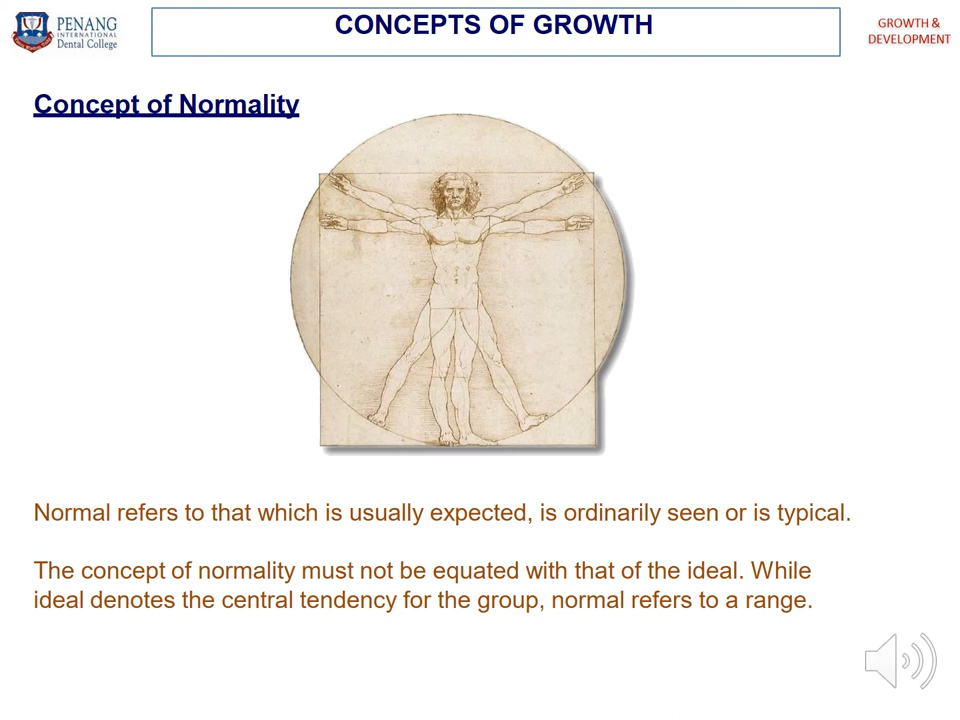 PENANG
INTERNATIONAL
Dental College
CONCEPTS OF GROWTH
GROWTH &
DEVELOPMENT
Concept of Normality
Normal refers to that which is usually expected, is ordinarily seen or is typical.
The concept of normality must not be equated with that of the ideal. While
ideal denotes the central tendency for the group, normal refers to a range.